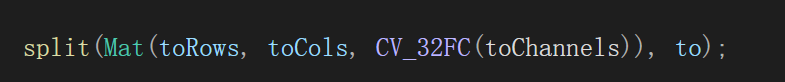 split(Mat(toRows, toCols, CV_32FC(toChannels)), to);